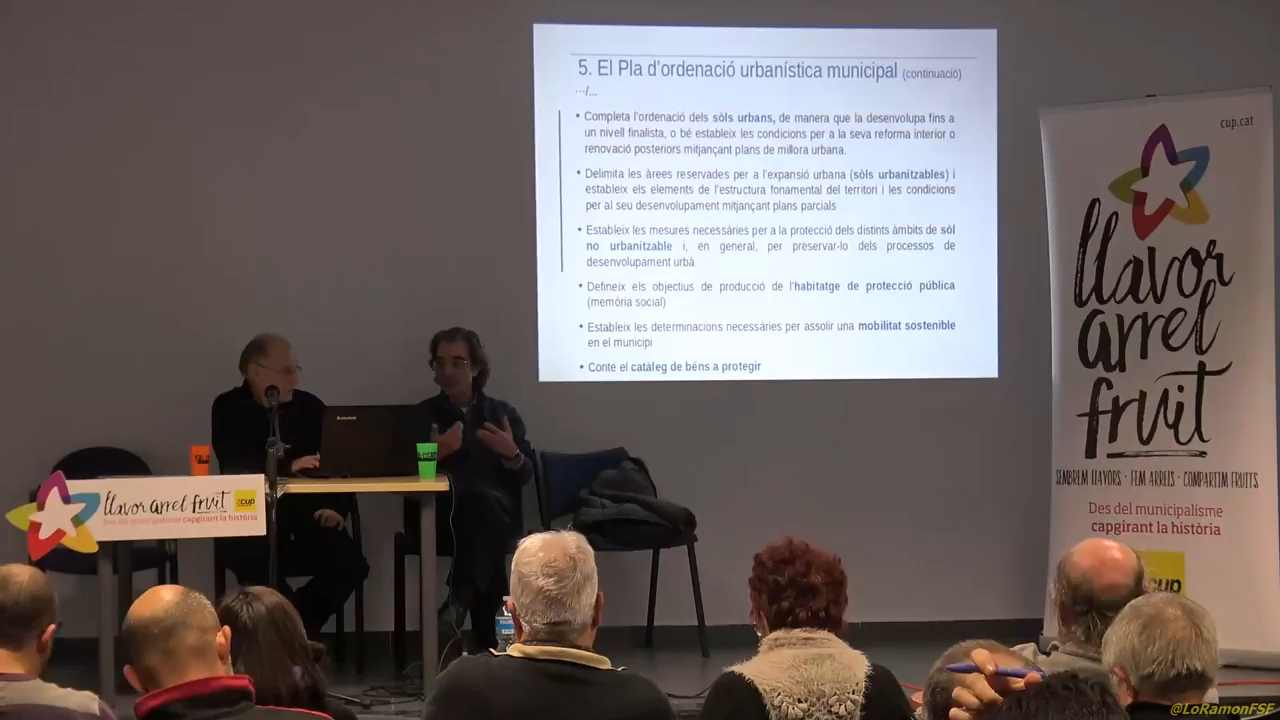 5. El Pla d'ordenació urbanística municipal (continuació)
.../...
• Completa l'ordenació dels sòls urbans, de manera que la desenvolupa fins a
un nivell finalista, o bé estableix les condicions per a la seva reforma interior o
renovació posteriors mitjançant plans de millora urbana.
• Delimita les àrees reservades per a l'expansió urbana (sòls urbanitzables) i
estableix els elements de l'estructura fonamental del territori i les condicions
per al seu desenvolupament mitjançant plans parcials
• Estableix les mesures necessàries per a la protecció dels distints àmbits de sòl
no urbanitzable i, en general, per preservar-lo dels processos de
desenvolupament urbà
• Defineix els objectius de producció de l'habitatge de protecció pública
(memòria social)
• Estableix les determinacions necessàries per assolir una mobilitat sostenible
en el municipi
• Conté el catàleg de béns a protegir
cup.cat
llavor
arrel
fruit
SEMBREM LLAVORS · FEM ARRELS · COMPARTIM FRUITS
Des del municipalisme
capgirant la història
cup
llavor arrel fruit
cup
Des del municipalisme capgirant la història
@LoRamonFSF